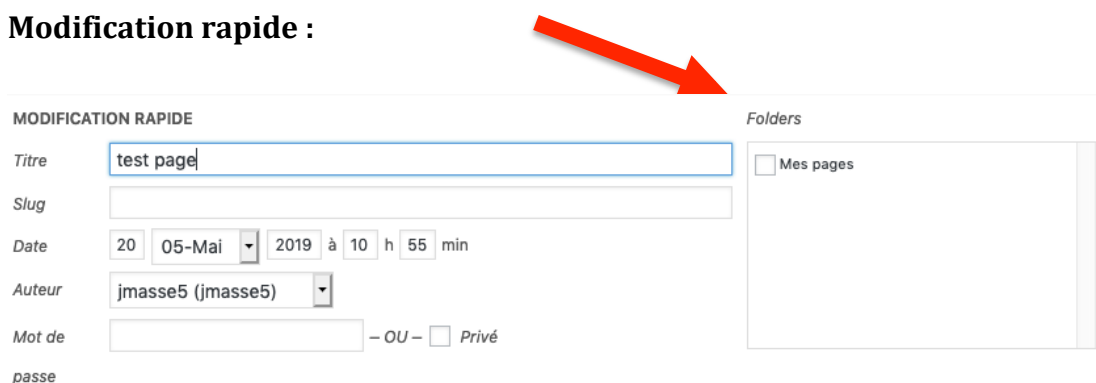 Modification rapide :
MODIFICATION RAPIDE
Titre test page
Slug
Date 20 05-Mai 2019 à 10 h 55 min
Auteur jmasse5 (jmasse5)
Mot de passe – OU – Privé
Folders
Mes pages